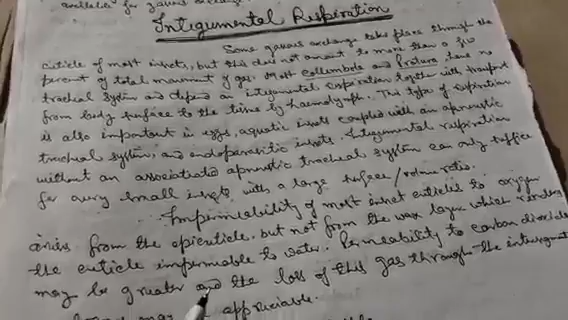 available for gaseous exchange
Integumental Respiration
Some gaseous exchange takes place through the
cuticle of most insects, but this does not amount to more than a few
percent of total movement of gas. Most collembola and Protura have no
tracheal system and depend on integumental respiration together with transport
from body surface to the tissue by haemolymph. This type of respiration
is also important in eggs, aquatic insects coupled with an apneustic
tracheal system, and endoparasitic insects. Integumental respiration
without an associated apneustic tracheal system can only suffice
for a very small insects with a large surface/volume ratio.
Impermeability of most insect cuticles to oxygen
arises from the epicuticle, but not from the wax layer which renders
the cuticle impermeable to water. Permeability to carbon dioxide
may be greater and the loss of this gas through the integument
may appreciable.